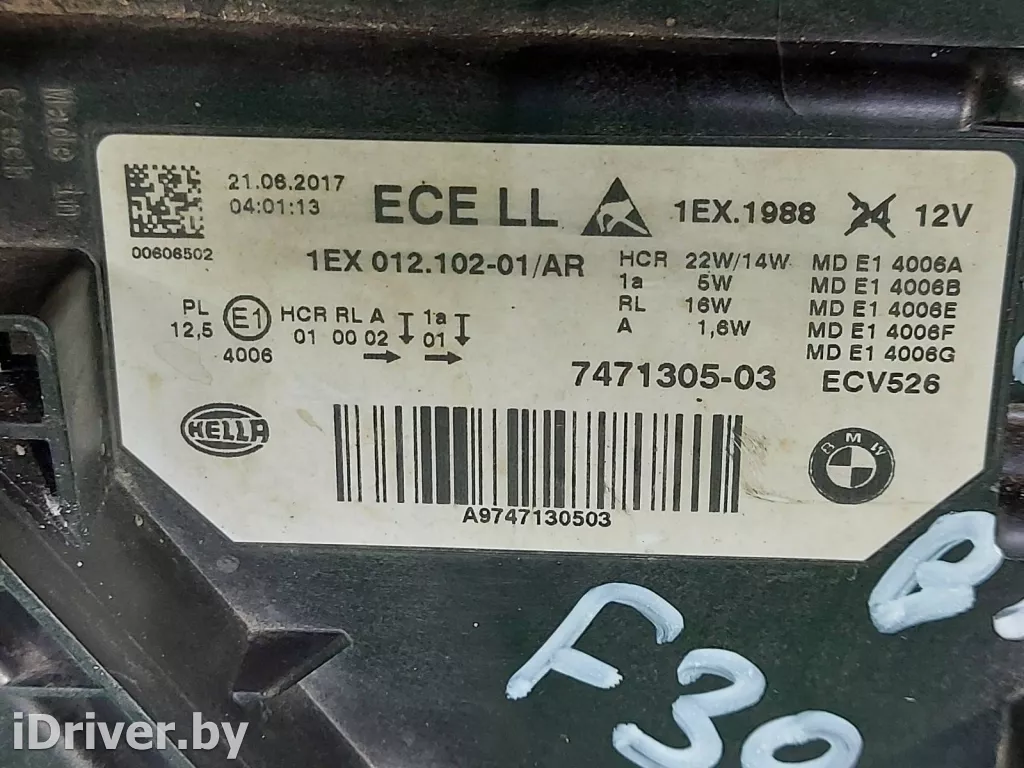 Made in
Czech
21.06.2017
04:01:13
00606502
ECE LL
1EX.1988 24 12V
1EX 012.102-01/AR
HCR 22W/14W
1a 5W
RL 16W
A 1,6W
MD E1 4006A
MD E1 4006B
MD E1 4006E
MD E1 4006F
MD E1 4006G
PL
12,5
E1
4006
HCR RL A 1a
01 00 02 01
7471305-03 ECV526
HELLA
BMW
A9747130503
F30
iDriver.by